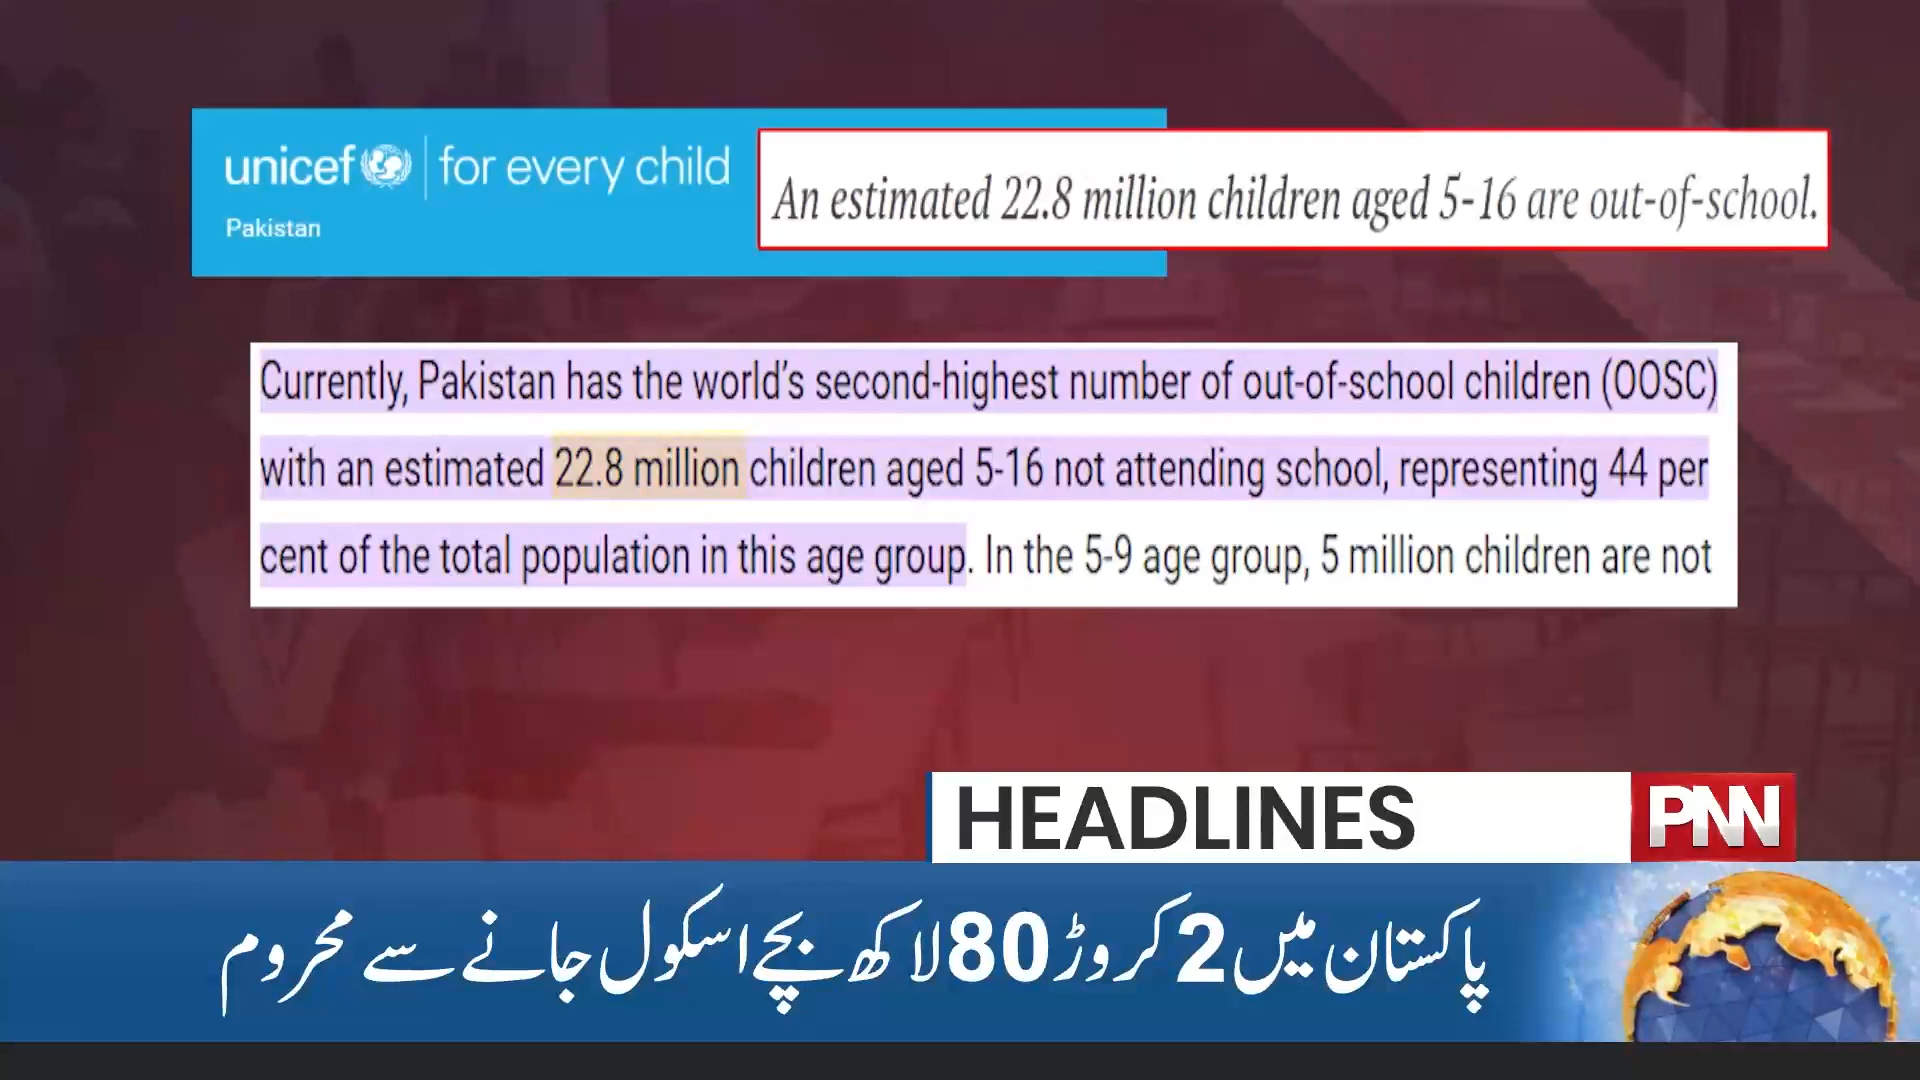 unicef for every child
Pakistan
An estimated 22.8 million children aged 5-16 are out-of-school.
Currently, Pakistan has the world's second-highest number of out-of-school children (OOSC)
with an estimated 22.8 million children aged 5-16 not attending school, representing 44 per
cent of the total population in this age group. In the 5-9 age group, 5 million children are not
HEADLINES
PNN
پاکستان میں 2 کروڑ 80 لاکھ بچے اسکول جانے سے محروم